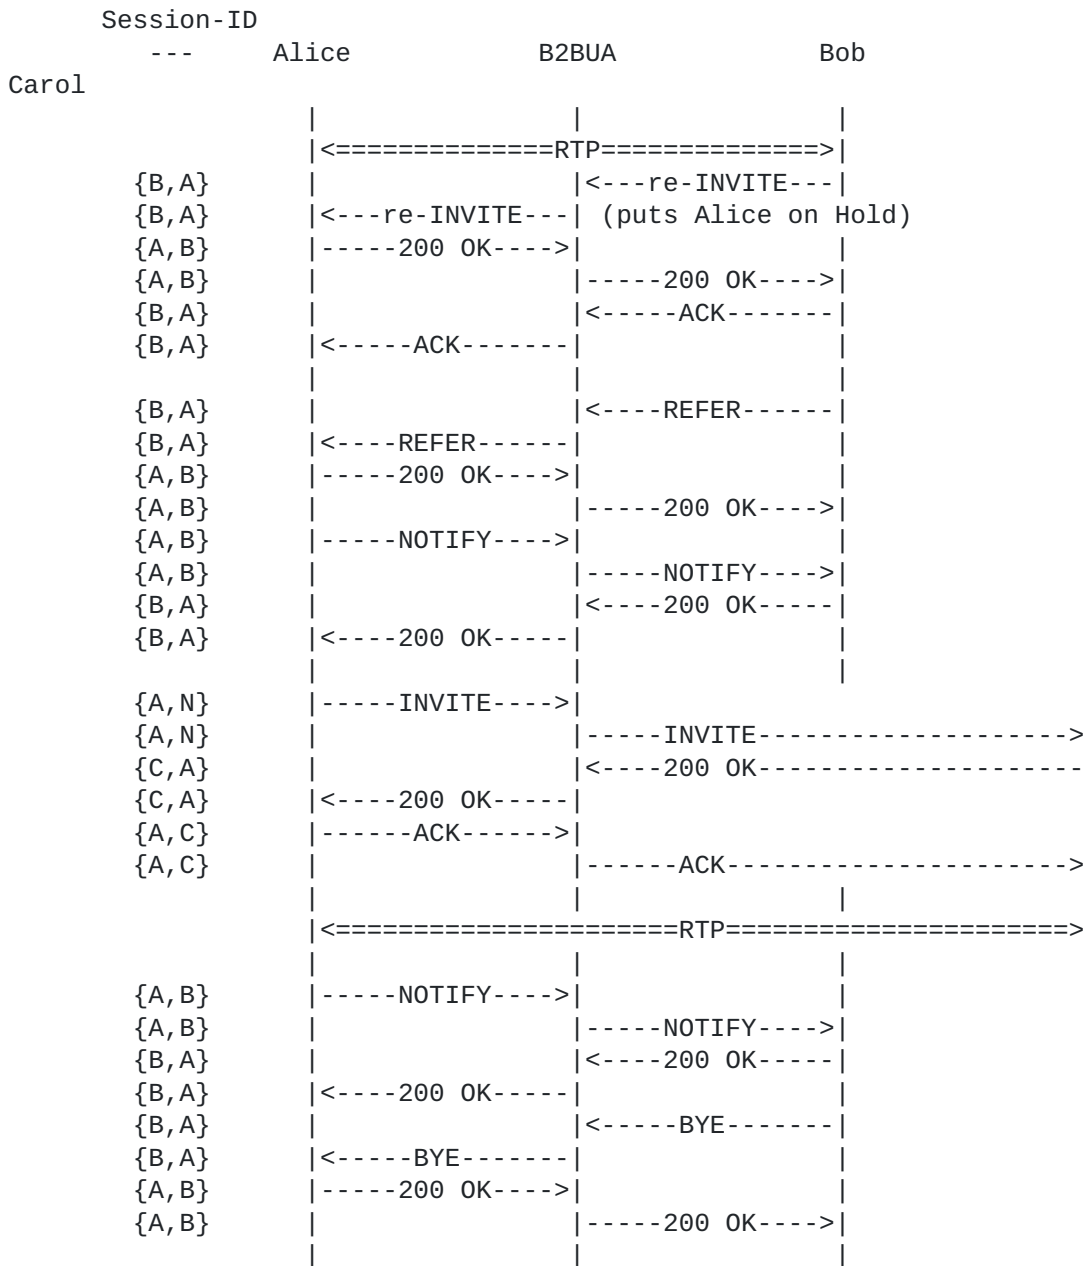 Session-ID
         ---     Alice            B2BUA             Bob
Carol
                   |                |                |
                   |<==============RTP==============>|
        {B,A}      |                |<---re-INVITE---|
        {B,A}      |<---re-INVITE---| (puts Alice on Hold)
        {A,B}      |-----200 OK---->|                |
        {A,B}      |                |-----200 OK---->|
        {B,A}      |                |<-----ACK-------|
        {B,A}      |<-----ACK-------|                |
                   |                |                |
        {B,A}      |                |<----REFER------|
        {B,A}      |<----REFER------|                |
        {A,B}      |-----200 OK---->|                |
        {A,B}      |                |-----200 OK---->|
        {A,B}      |-----NOTIFY---->|                |
        {A,B}      |                |-----NOTIFY---->|
        {B,A}      |                |<----200 OK-----|
        {B,A}      |<----200 OK-----|                |
                   |                |                |
        {A,N}      |-----INVITE---->|
        {A,N}      |                |-----INVITE-------------------->
        {C,A}      |                |<----200 OK---------------------
        {C,A}      |<----200 OK-----|
        {A,C}      |------ACK------>|
        {A,C}      |                |------ACK---------------------->
                   |                |                |
                   |<======================RTP======================>
                   |                |                |
        {A,B}      |-----NOTIFY---->|                |
        {A,B}      |                |-----NOTIFY---->|
        {B,A}      |                |<----200 OK-----|
        {B,A}      |<----200 OK-----|                |
        {B,A}      |                |<-----BYE-------|
        {B,A}      |<-----BYE-------|                |
        {A,B}      |-----200 OK---->|                |
        {A,B}      |                |-----200 OK---->|
                   |                |                |